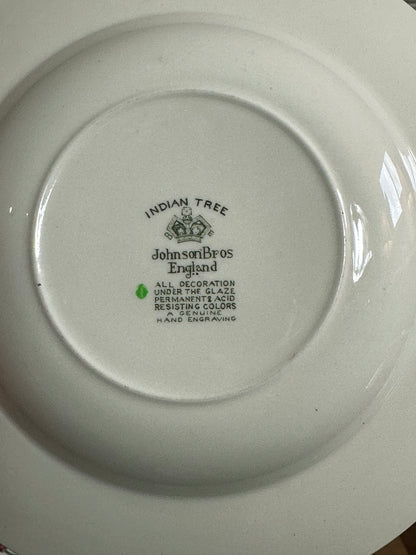 INDIAN TREE
B E
JohnsonBros
England
ALL DECORATION
UNDER THE GLAZE
PERMANENT & ACID
RESISTING COLORS
A GENUINE
HAND ENGRAVING